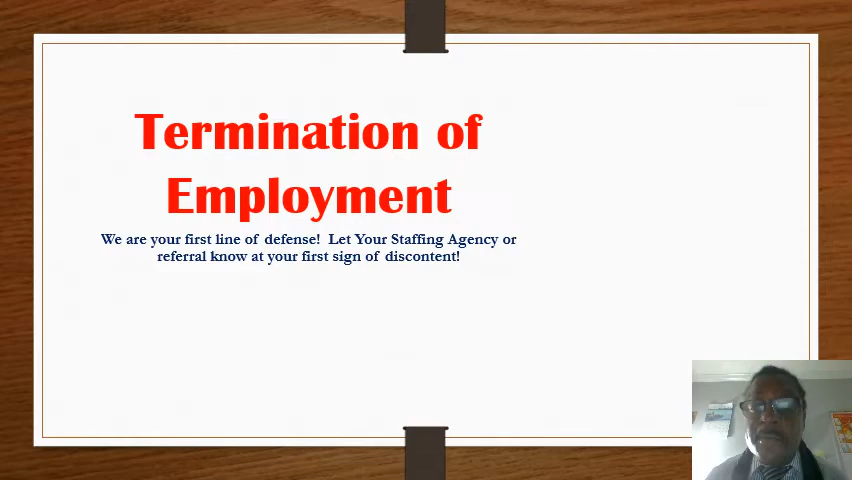 Termination of
Employment
We are your first line of defense! Let Your Staffing Agency or
referral know at your first sign of discontent!